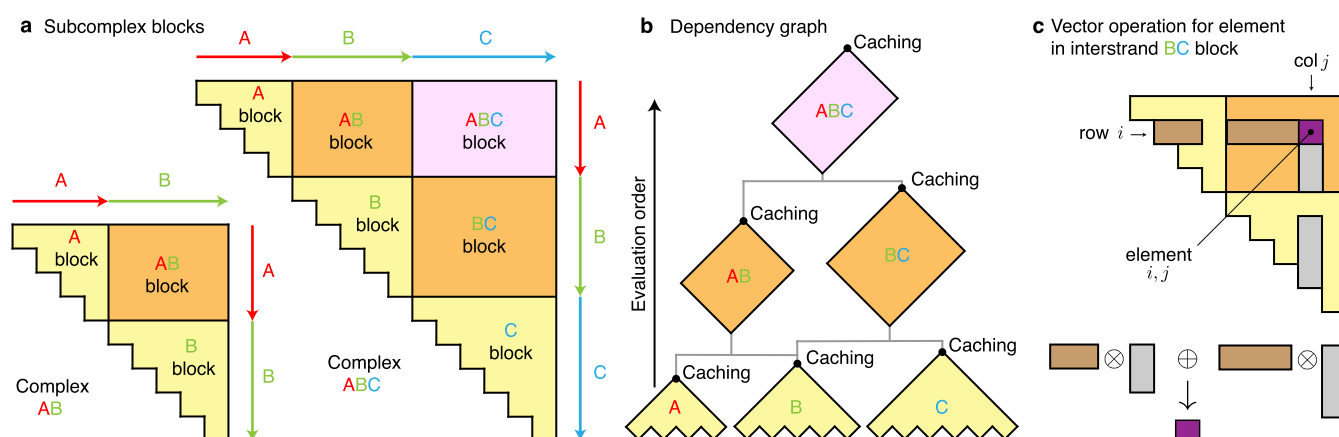 a Subcomplex blocks
A B C
A
block
AB
block
ABC
block
A
B
block
BC
block
B
C
block
C
Complex
ABC
A B
A
block
AB
block
A
B
block
B
Complex
AB
b Dependency graph
Evaluation order
Caching
ABC
Caching
Caching
AB
BC
Caching
Caching
Caching
A
B
C
c Vector operation for element
in interstrand BC block
col j
row i
element
i, j
⊗ ⊕ ⊗